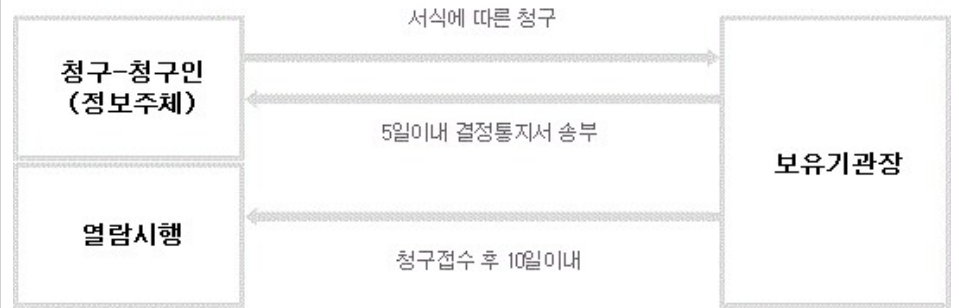 서식에 따른 청구
청구-청구인
(정보주체)
5일이내 결정통지서 송부
보유기관장
열람시행
청구접수 후 10일이내